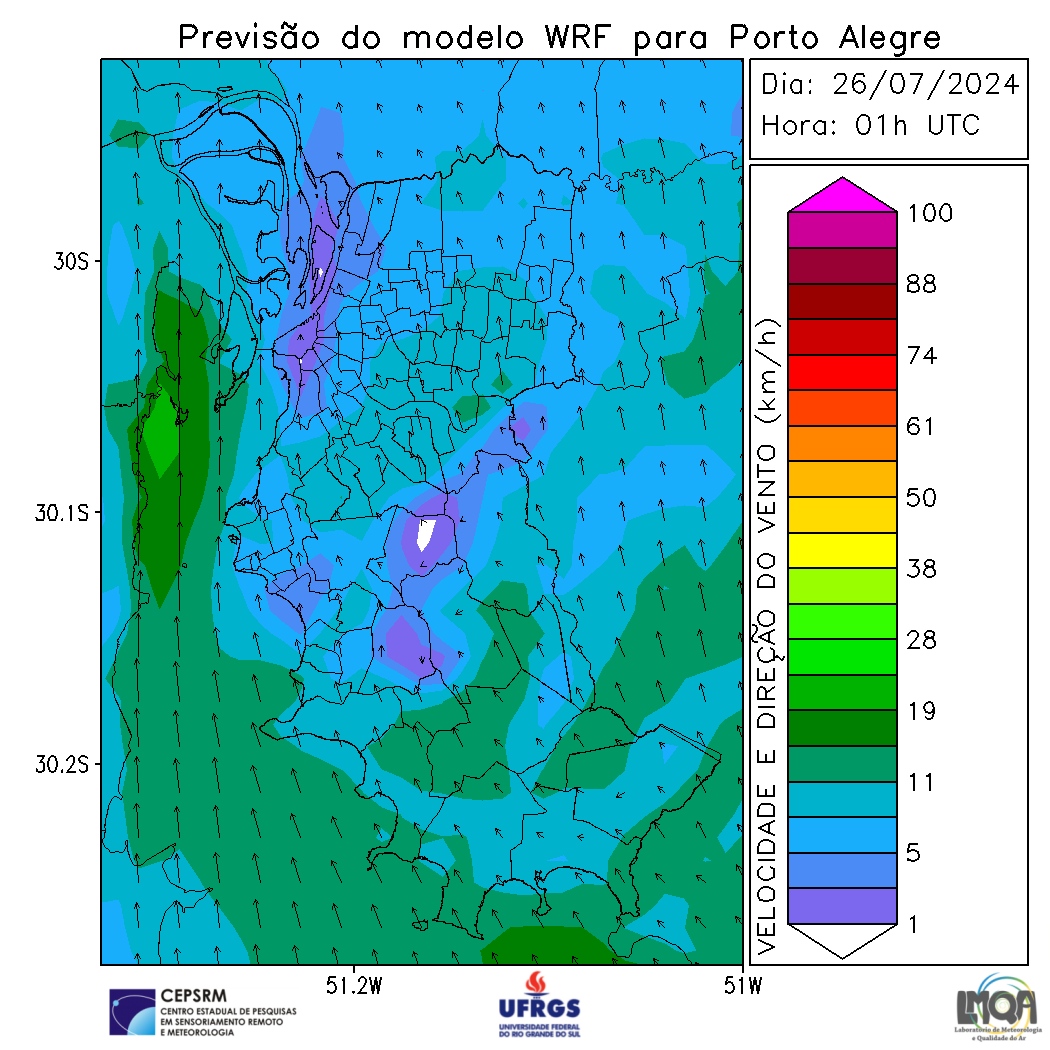 Previsão do modelo WRF para Porto Alegre
Dia: 26/07/2024
Hora: 01h UTC
30S
30.1S
30.2S
51.2W
51W
VELOCIDADE E DIREÇÃO DO VENTO (km/h)
100
88
74
61
50
38
28
19
11
5
1
CEPSRM
CENTRO ESTADUAL DE PESQUISAS
EM SENSORIAMENTO REMOTO
E METEOROLOGIA
UFRGS
UNIVERSIDADE FEDERAL
DO RIO GRANDE DO SUL
LMQA
Laboratório de Meteorologia
e Qualidade do Ar